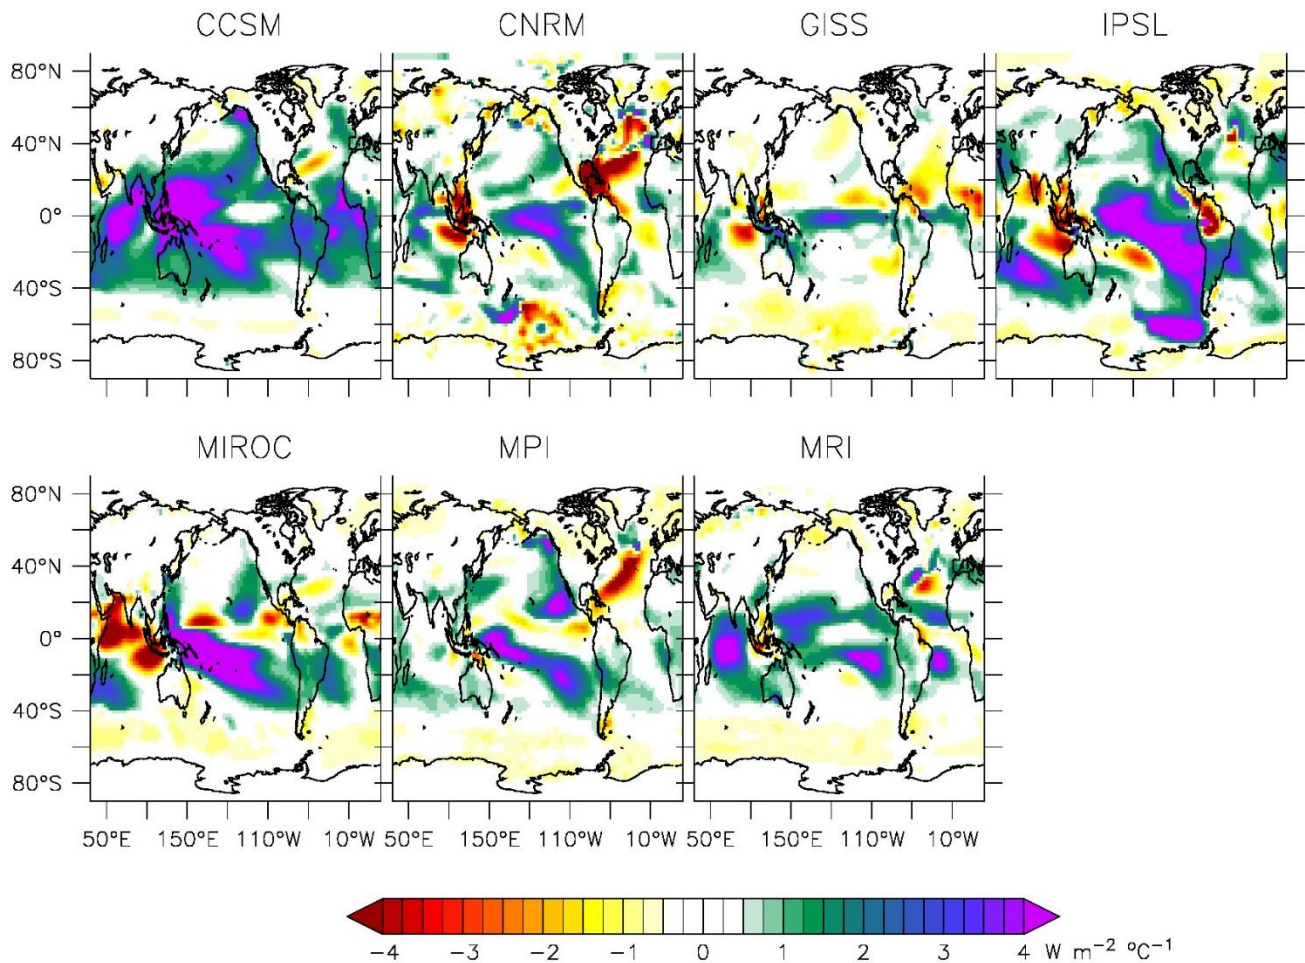 CCSM CNRM GISS IPSL
80°N
40°N
0°
40°S
80°S
MIROC MPI MRI
80°N
40°N
0°
40°S
80°S
50°E 150°E 110°W 10°W 50°E 150°E 110°W 10°W 50°E 150°E 110°W 10°W
−4 −3 −2 −1 0 1 2 3 4 W m⁻² °C⁻¹